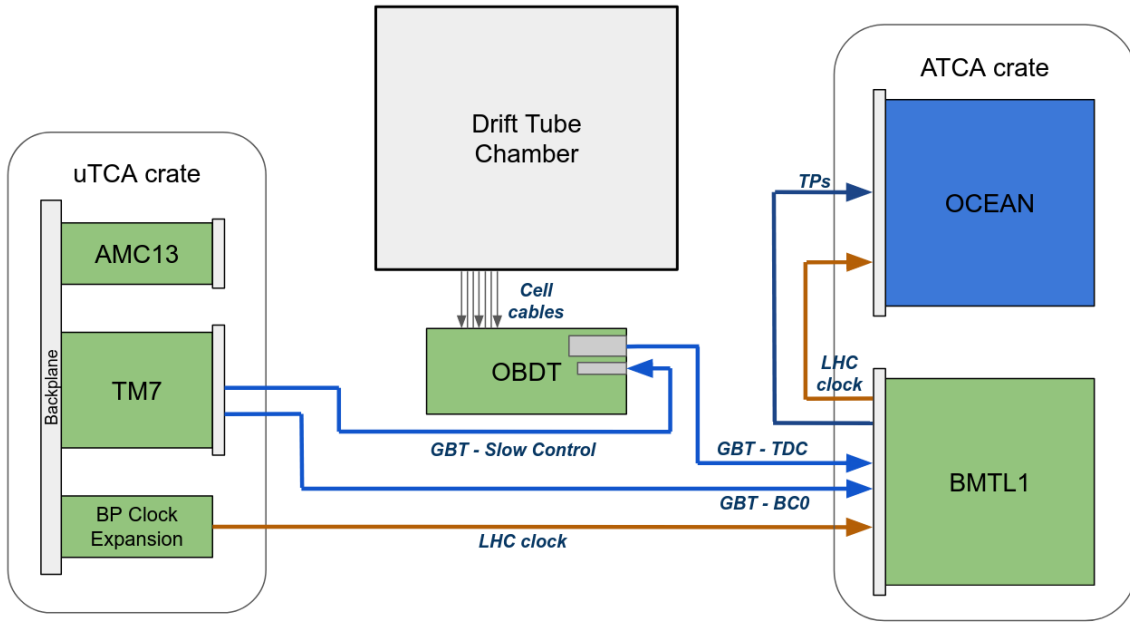 uTCA crate
Backplane
AMC13
TM7
BP Clock
Expansion
Drift Tube
Chamber
Cell
cables
OBDT
GBT - Slow Control
GBT - TDC
GBT - BC0
LHC clock
ATCA crate
TPs
OCEAN
LHC
clock
BMTL1